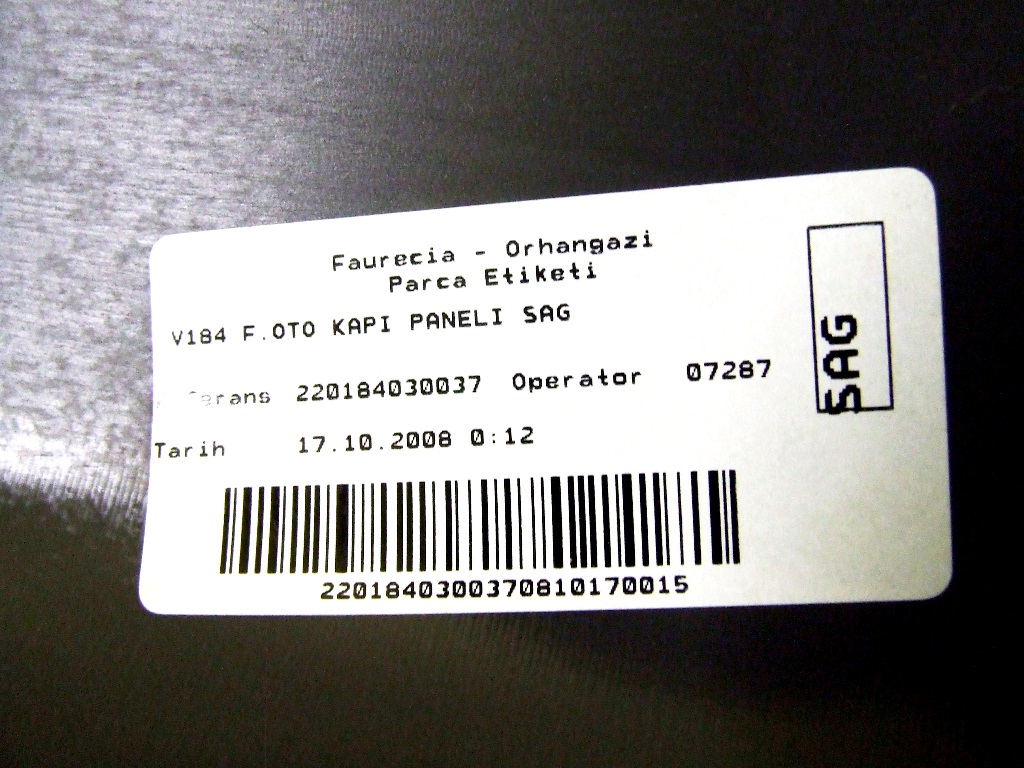 Faurecia - Orhangazi
Parca Etiketi
V184 F.OTO KAPI PANELI SAG
220184030037 Operator 07287
Tarih 17.10.2008 0:12
2201840300370810170015
SAG